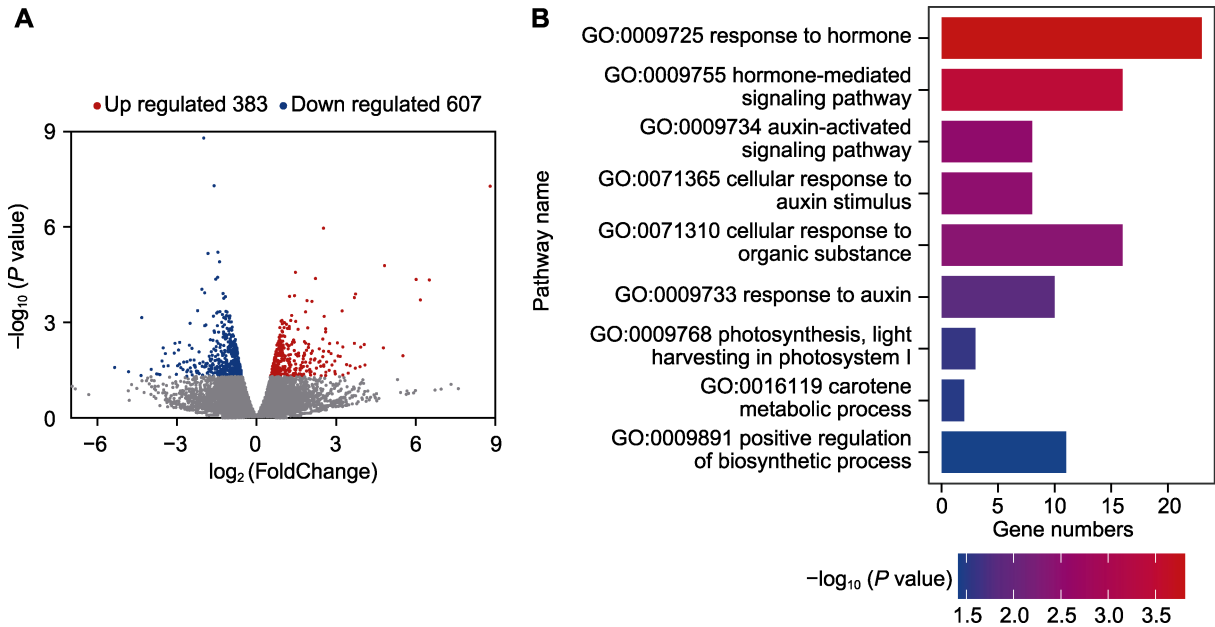 A
Up regulated 383 Down regulated 607
9
6
3
0
−log10 (P value)
−6 −3 0 3 6 9
log2 (FoldChange)
B
Pathway name
GO:0009725 response to hormone
GO:0009755 hormone-mediated
signaling pathway
GO:0009734 auxin-activated
signaling pathway
GO:0071365 cellular response to
auxin stimulus
GO:0071310 cellular response to
organic substance
GO:0009733 response to auxin
GO:0009768 photosynthesis, light
harvesting in photosystem I
GO:0016119 carotene
metabolic process
GO:0009891 positive regulation
of biosynthetic process
0 5 10 15 20
Gene numbers
−log10 (P value)
1.5 2.0 2.5 3.0 3.5